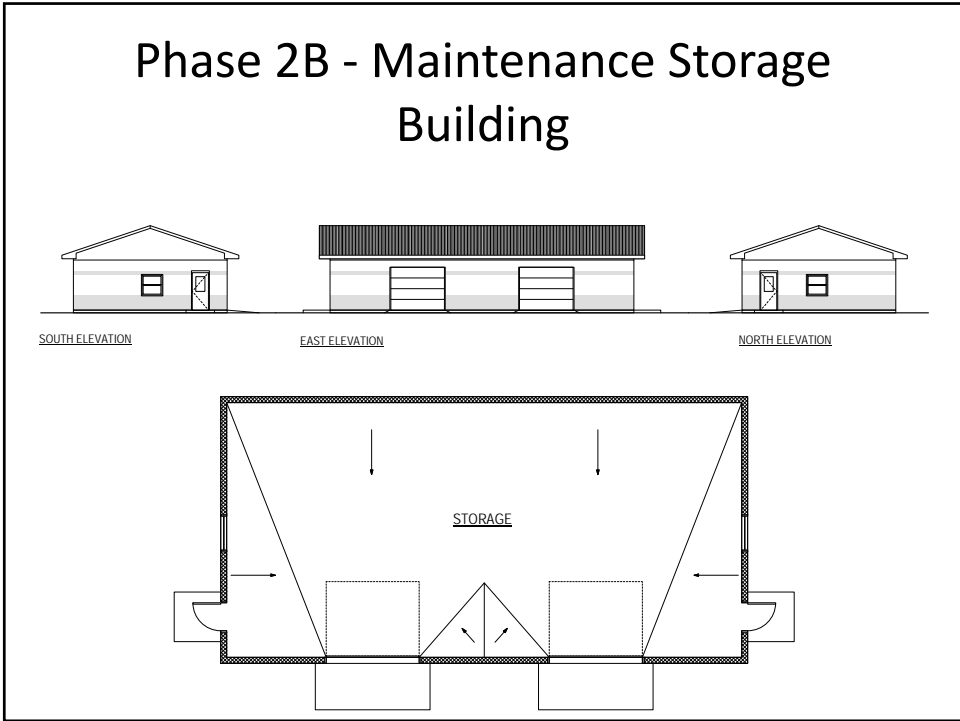 Phase 2B - Maintenance Storage
Building
SOUTH ELEVATION
EAST ELEVATION
NORTH ELEVATION
STORAGE